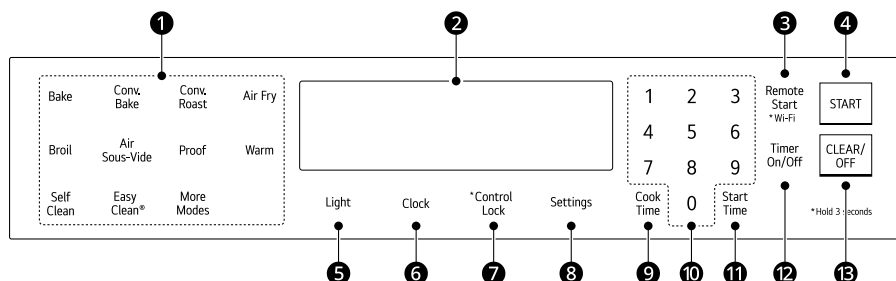 1 2 3 4
Bake Conv. Bake Conv. Roast Air Fry
Broil Air Sous-Vide Proof Warm
Self Clean Easy Clean® More Modes
Light Clock *Control Lock Settings
1 2 3
4 5 6
7 8 9
Cook Time 0 Start Time
Remote Start *Wi-Fi
START
Timer On/Off
CLEAR/ OFF
*Hold 3 seconds
5 6 7 8 9 10 11 12 13